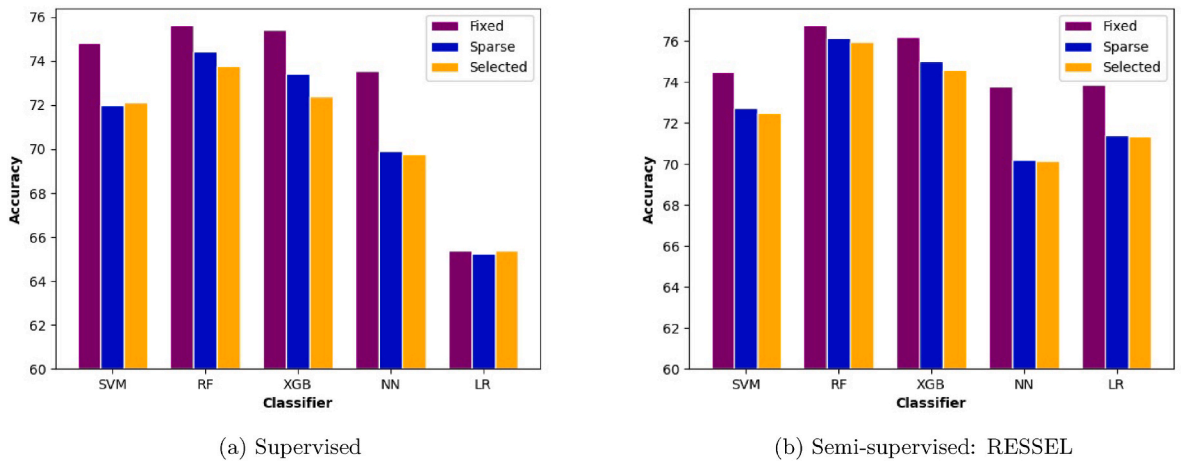 76
74
72
70
68
66
64
62
60
Accuracy
Fixed
Sparse
Selected
SVM RF XGB NN LR
Classifier
(a) Supervised
76
74
72
70
68
66
64
62
60
Accuracy
Fixed
Sparse
Selected
SVM RF XGB NN LR
Classifier
(b) Semi-supervised: RESSEL